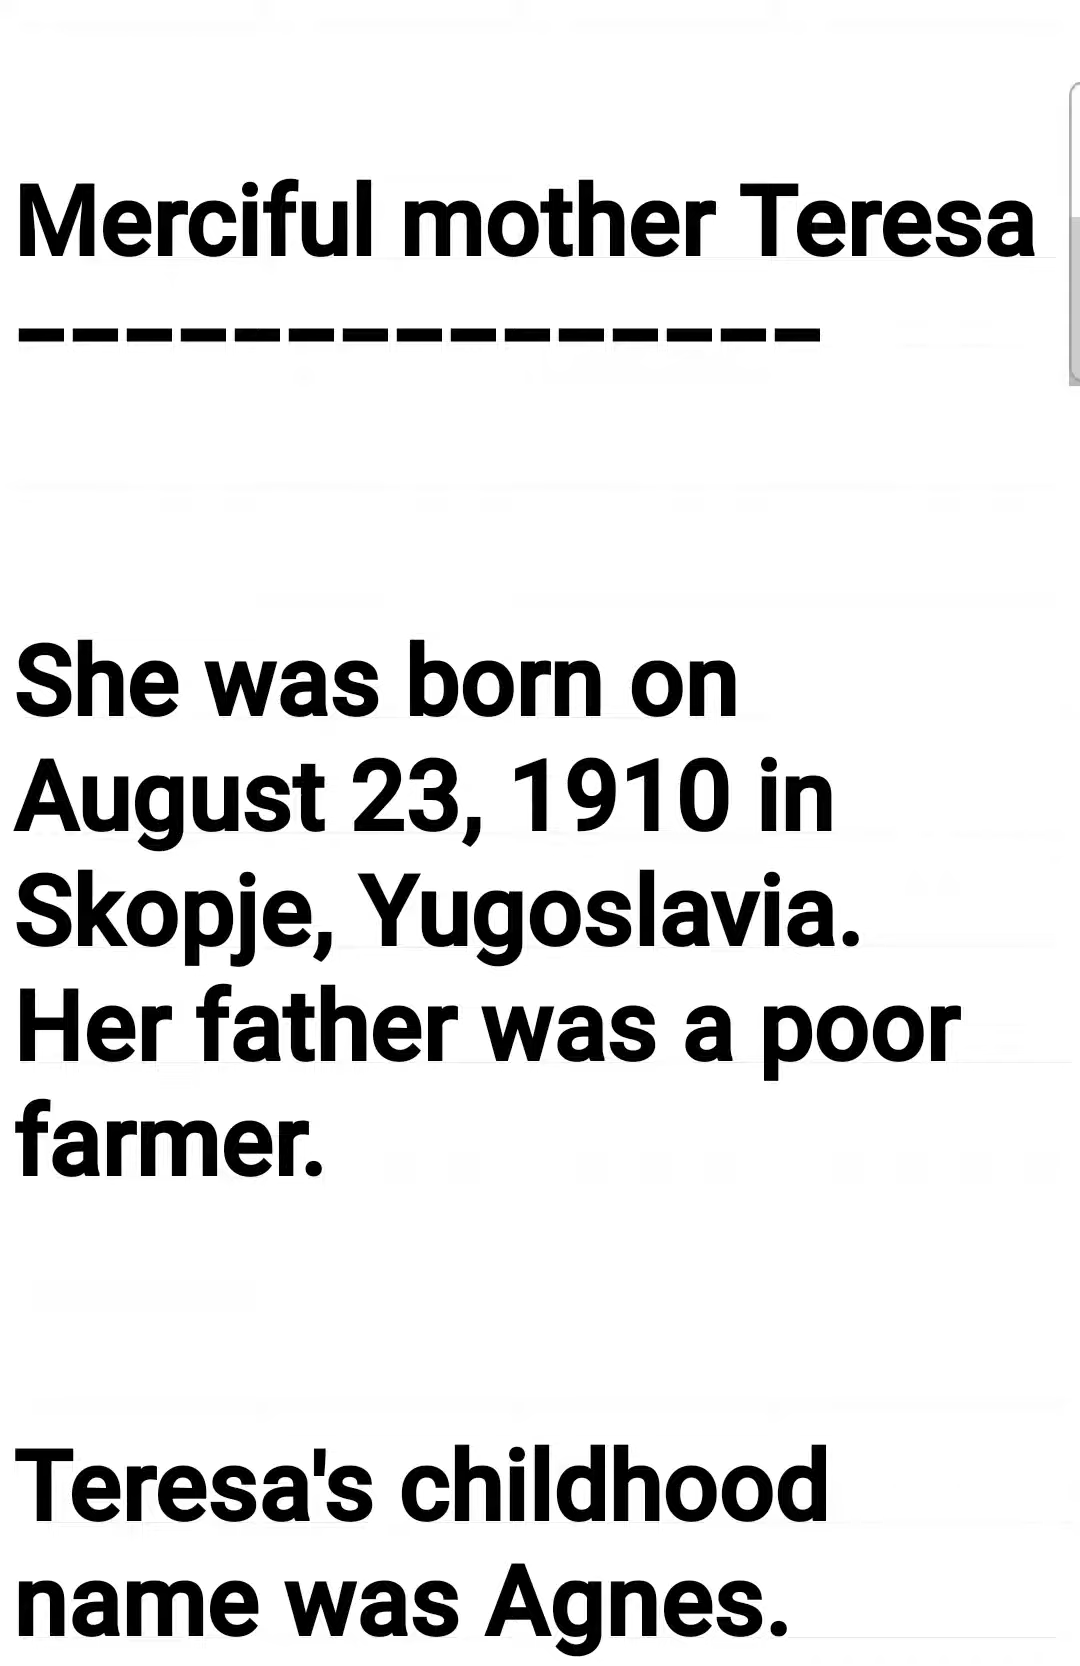 Merciful mother Teresa
_______________
She was born on
August 23, 1910 in
Skopje, Yugoslavia.
Her father was a poor
farmer.
Teresa's childhood
name was Agnes.